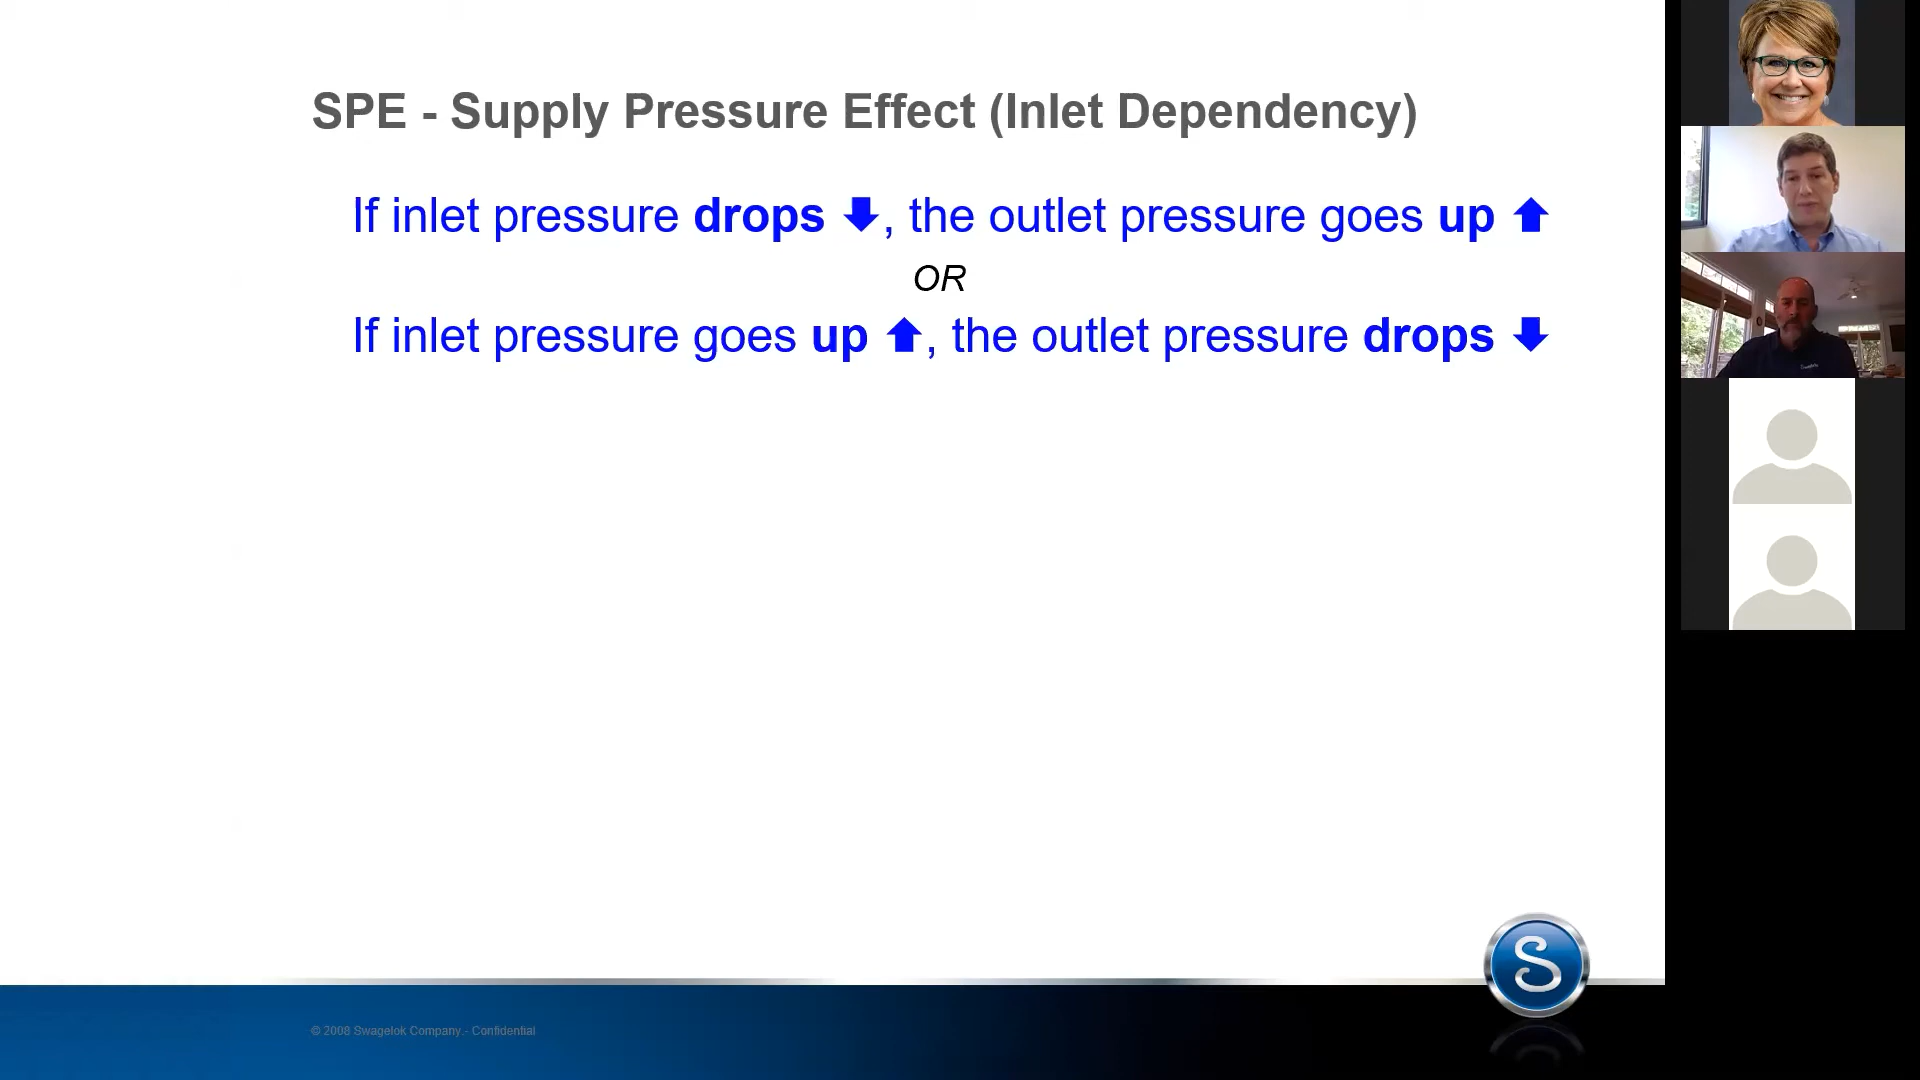 SPE - Supply Pressure Effect (Inlet Dependency)
If inlet pressure drops ⬇, the outlet pressure goes up ⬆
OR
If inlet pressure goes up ⬆, the outlet pressure drops ⬇
S
© 2008 Swagelok Company.- Confidential